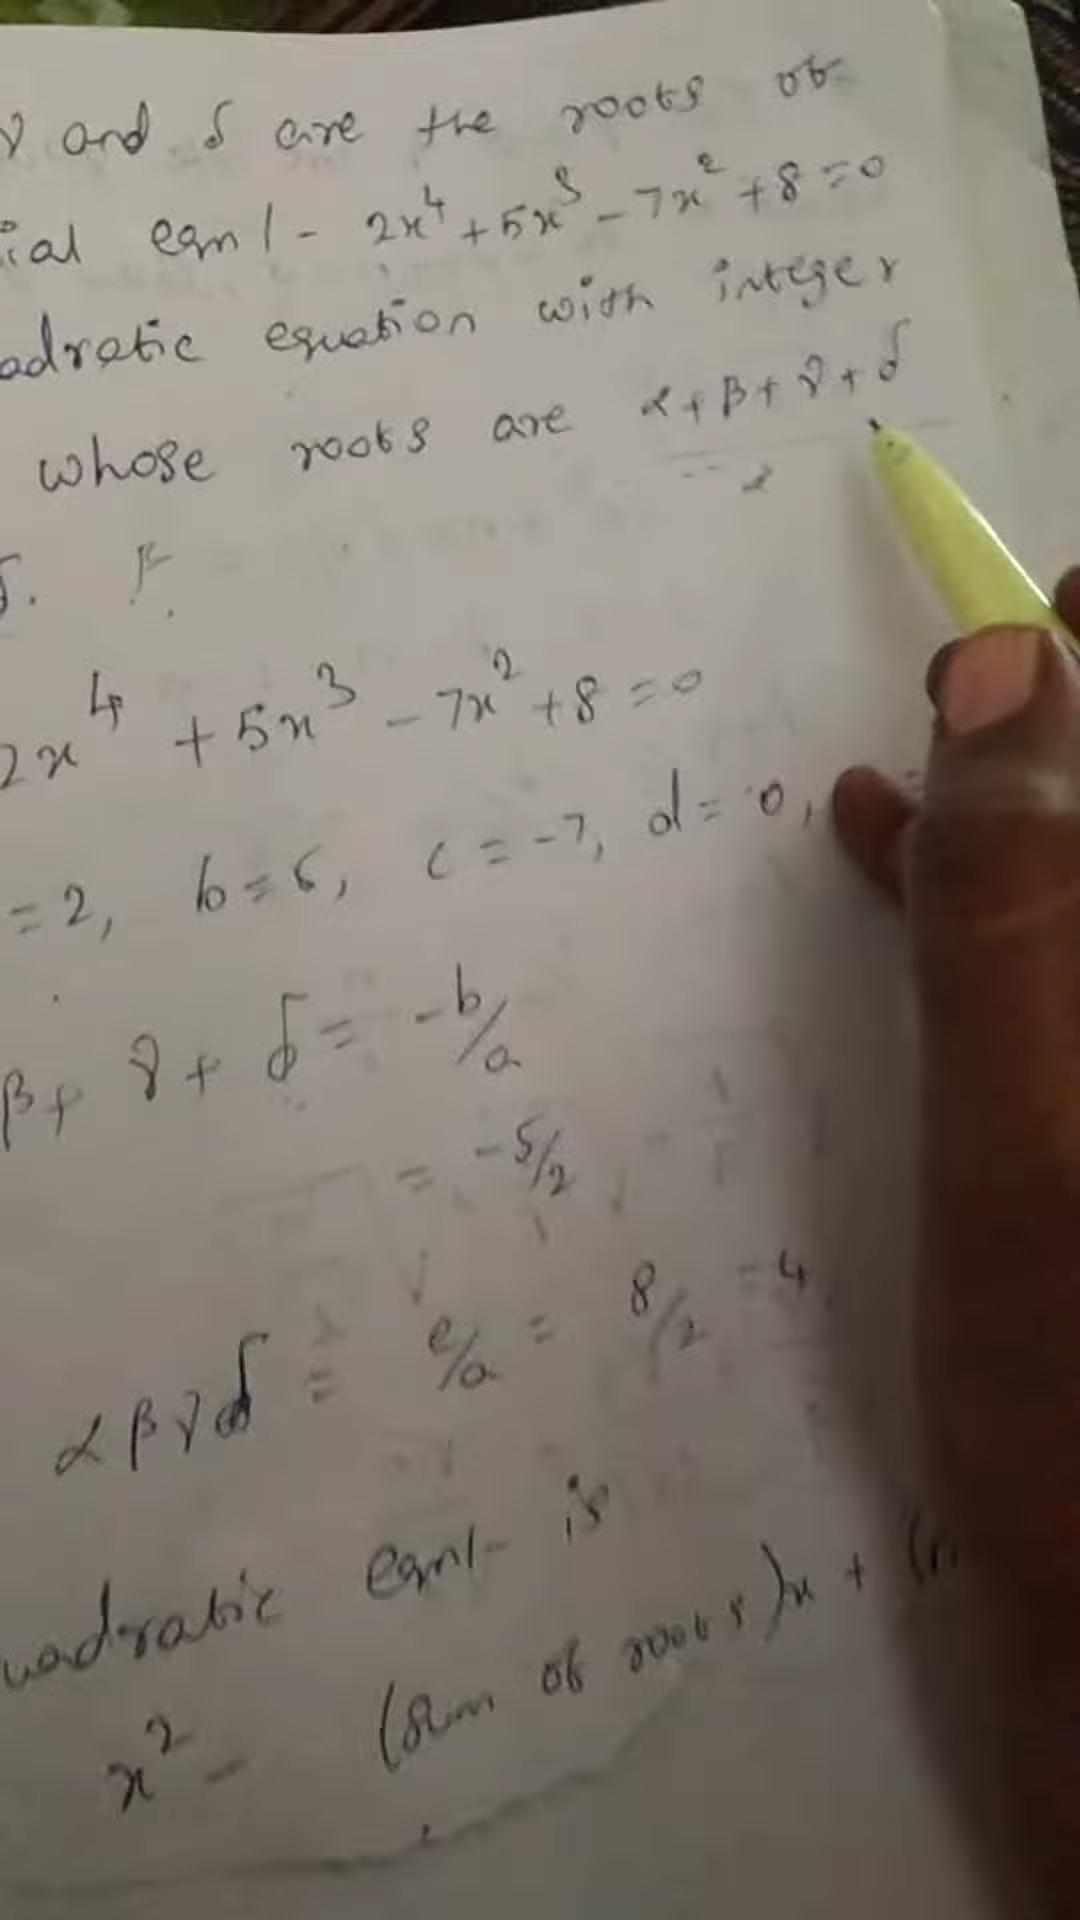 γ and δ are the roots of
ial eqn/- 2x⁴ + 5x³ - 7x² + 8 = 0
adratic equation with integer
whose roots are α + β + γ + δ
2x⁴ + 5x³ - 7x² + 8 = 0
= 2, b = 5, c = -7, d = 0,
β + γ + δ = -b/a
= -5/2
αβγδ = e/a = 8/2 = 4
uadratic eqn/- is
x² - (Sum of roots)x + (